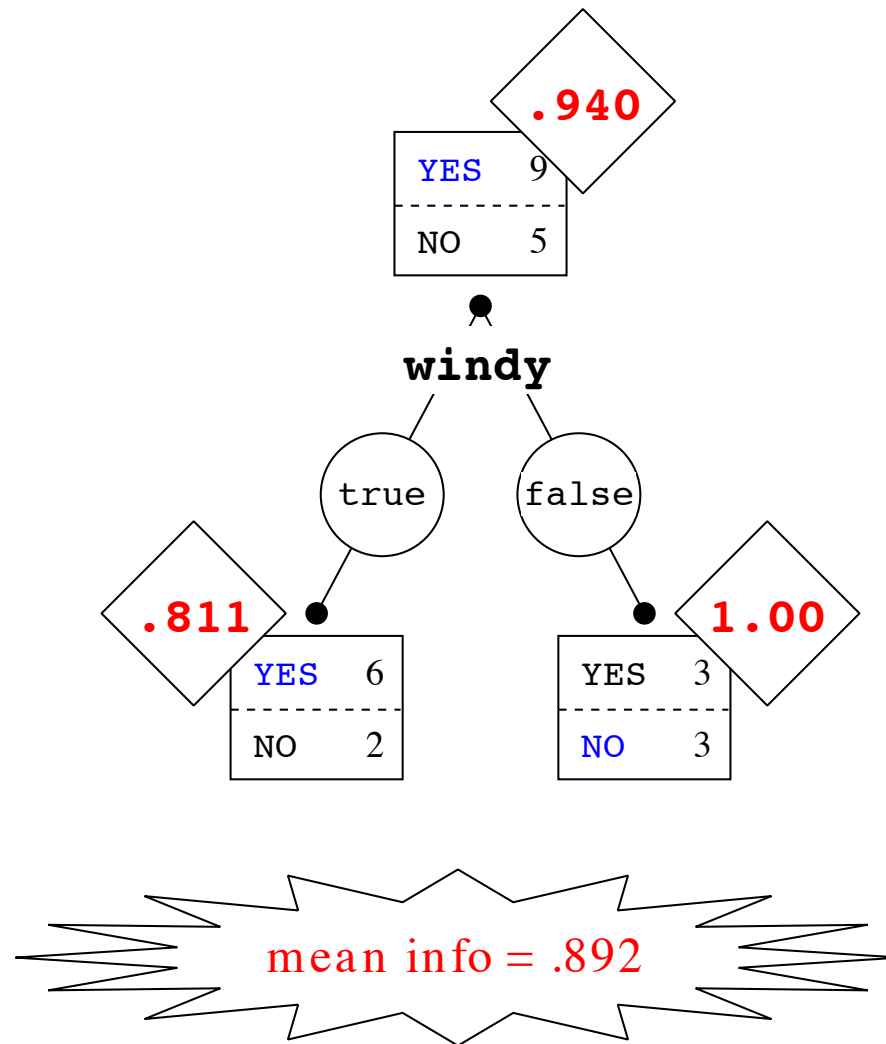 .940
YES 9
NO 5
windy
true false
.811 1.00
YES 6 YES 3
NO 2 NO 3
mean info = .892